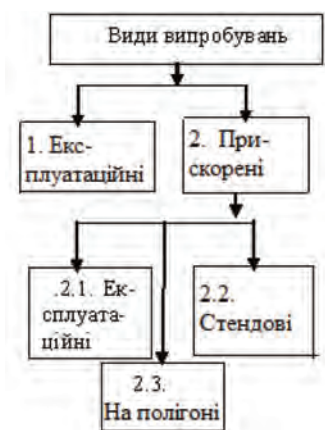 Види випробувань
1. Екс-
плуатаційні
2. При-
скорені
.2.1. Ек-
сплуата-
ційні
2.2.
Стендові
2.3.
На полігоні